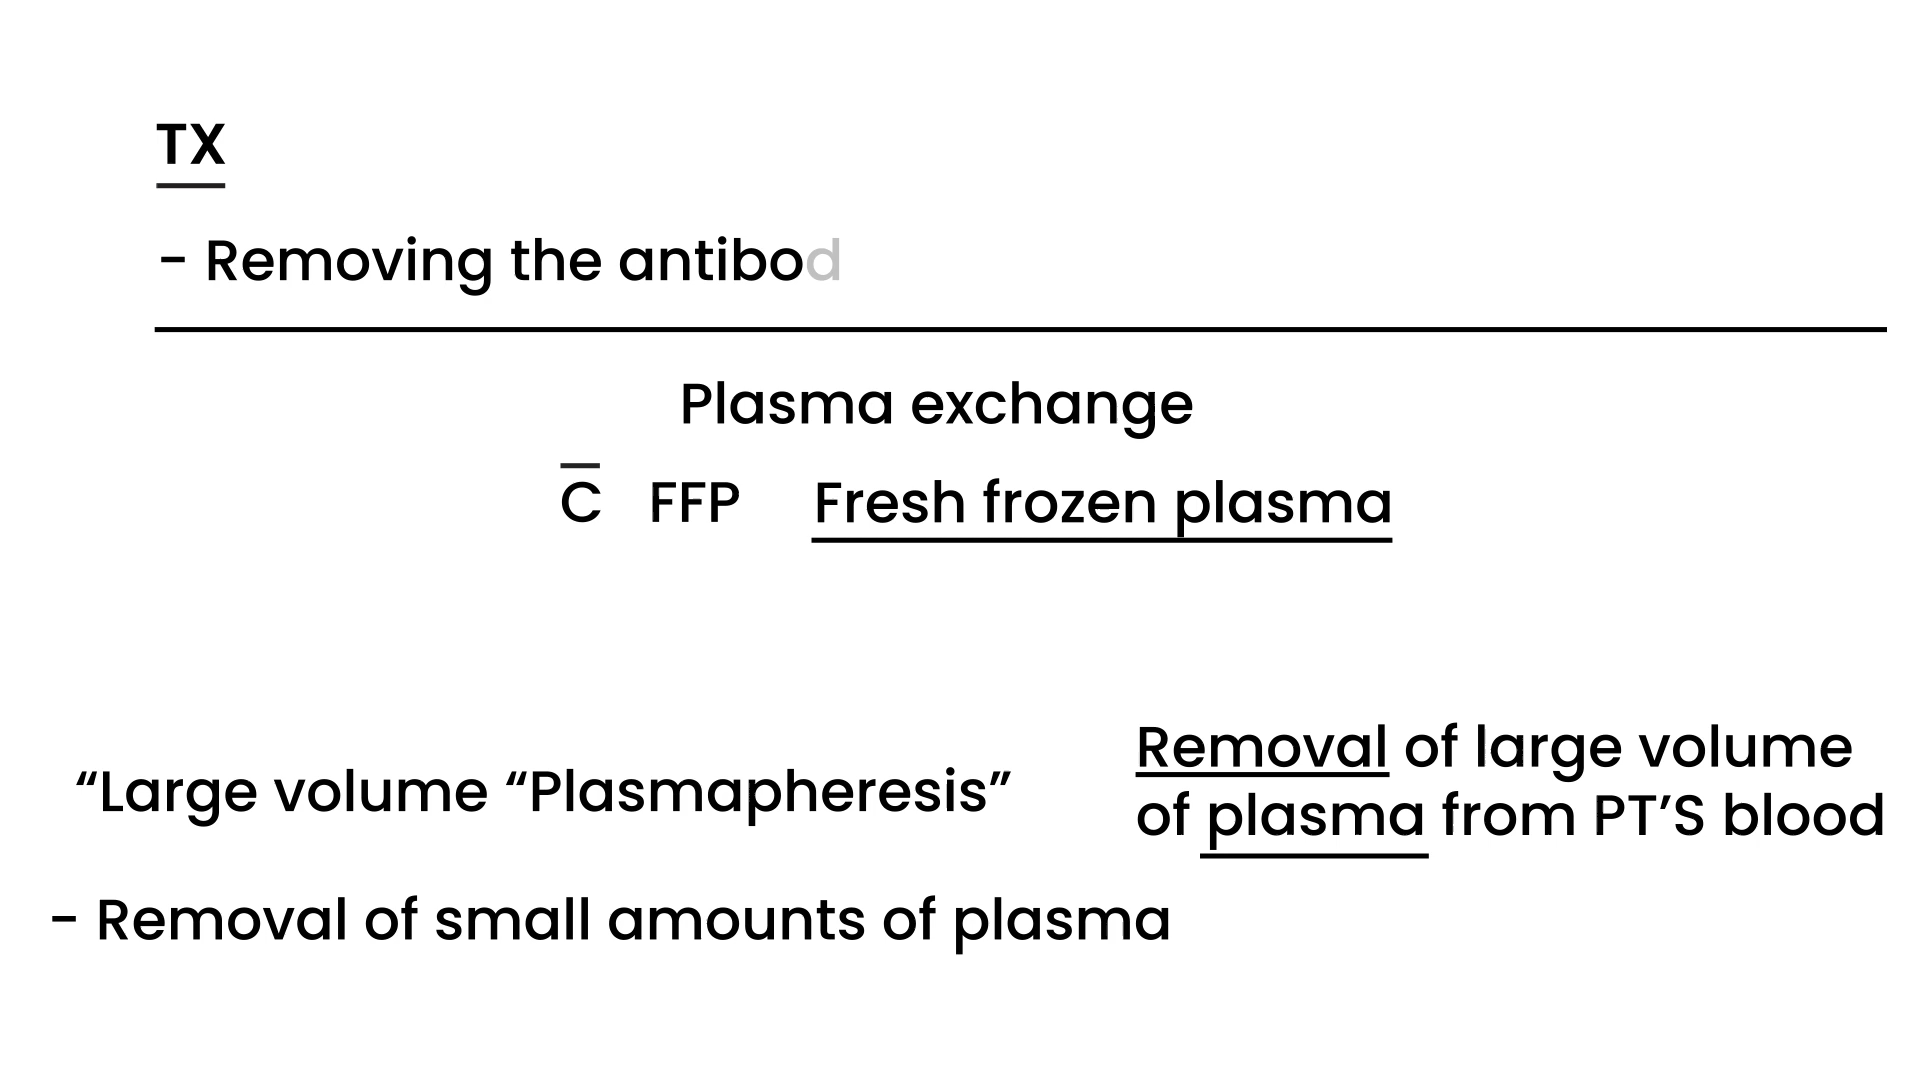 TX
- Removing the antibod
Plasma exchange
C̅ FFP Fresh frozen plasma
“Large volume “Plasmapheresis”
Removal of large volume
of plasma from PT’S blood
- Removal of small amounts of plasma